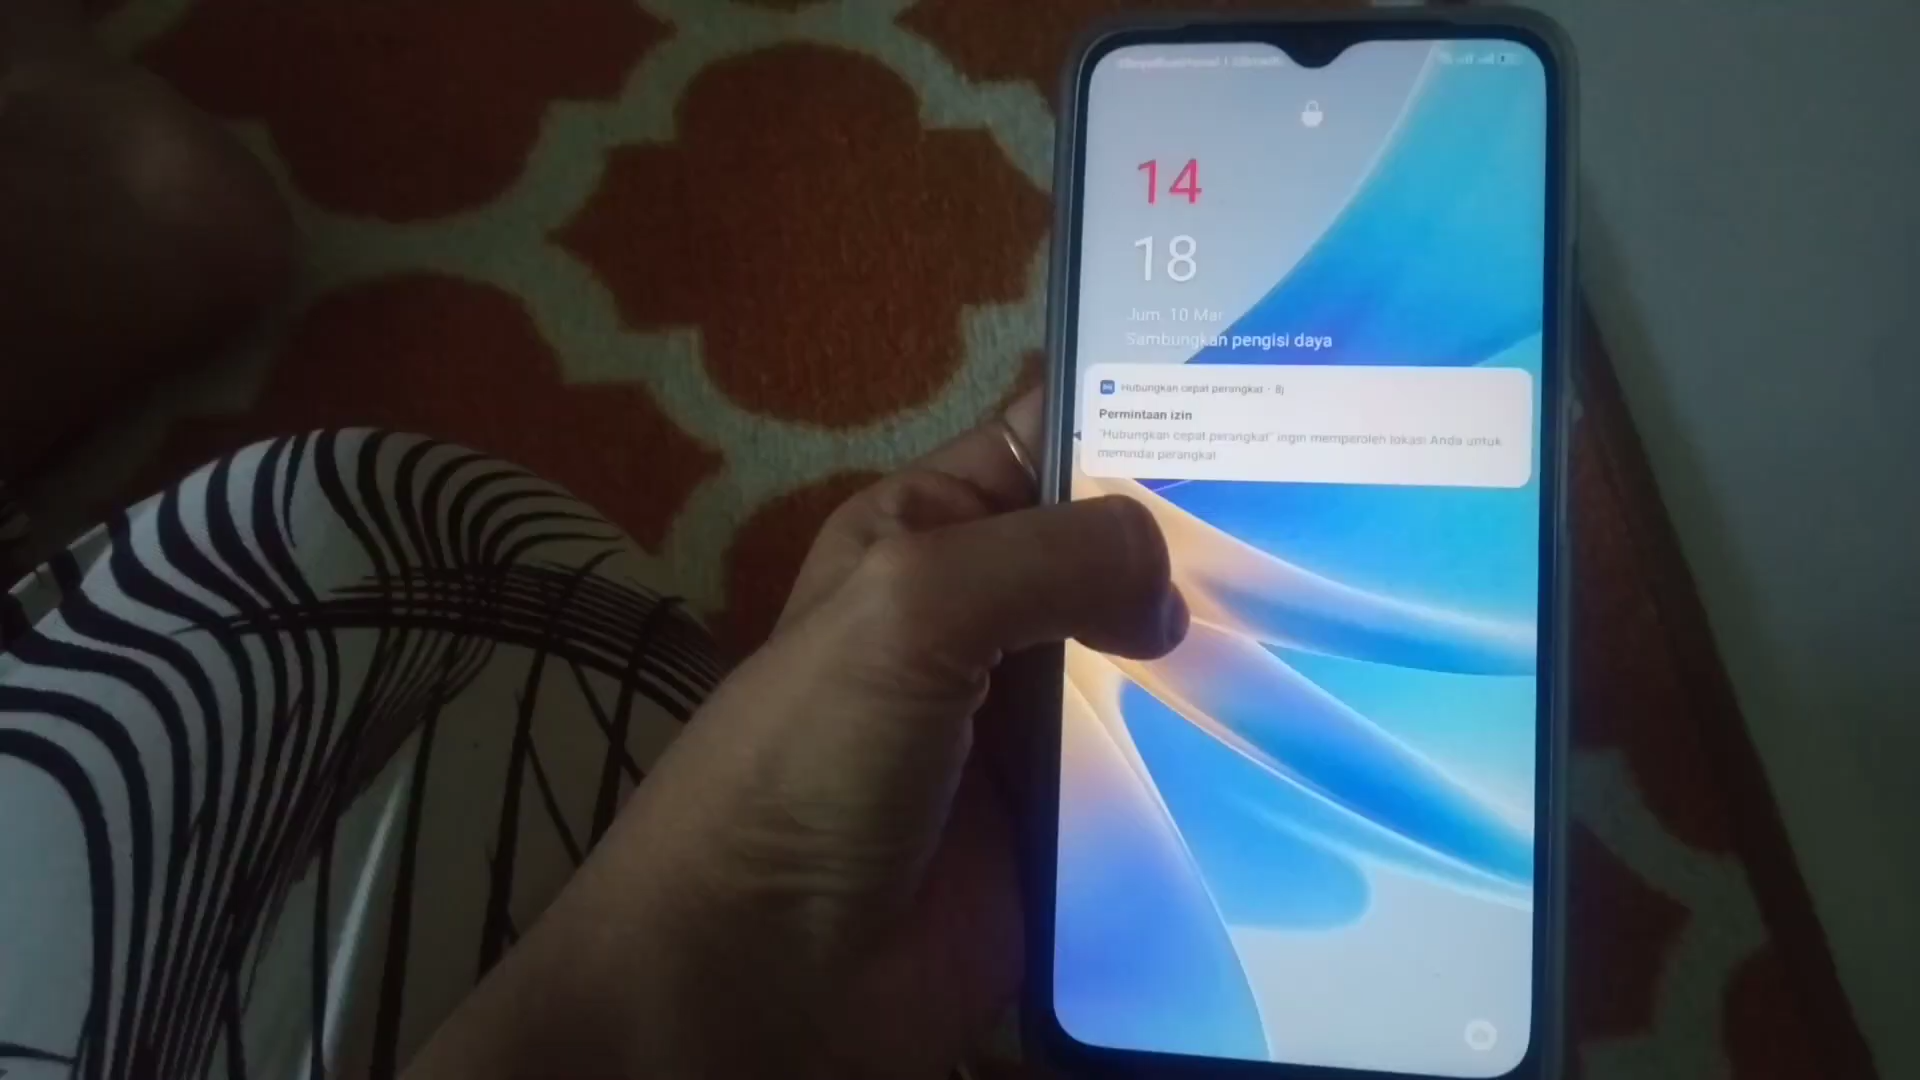 14
18
Jum, 10 Mar
Sambungkan pengisi daya
Hubungkan cepat perangkat · 8j
Permintaan izin
"Hubungkan cepat perangkat" ingin memperoleh lokasi Anda untuk
memindai perangkat